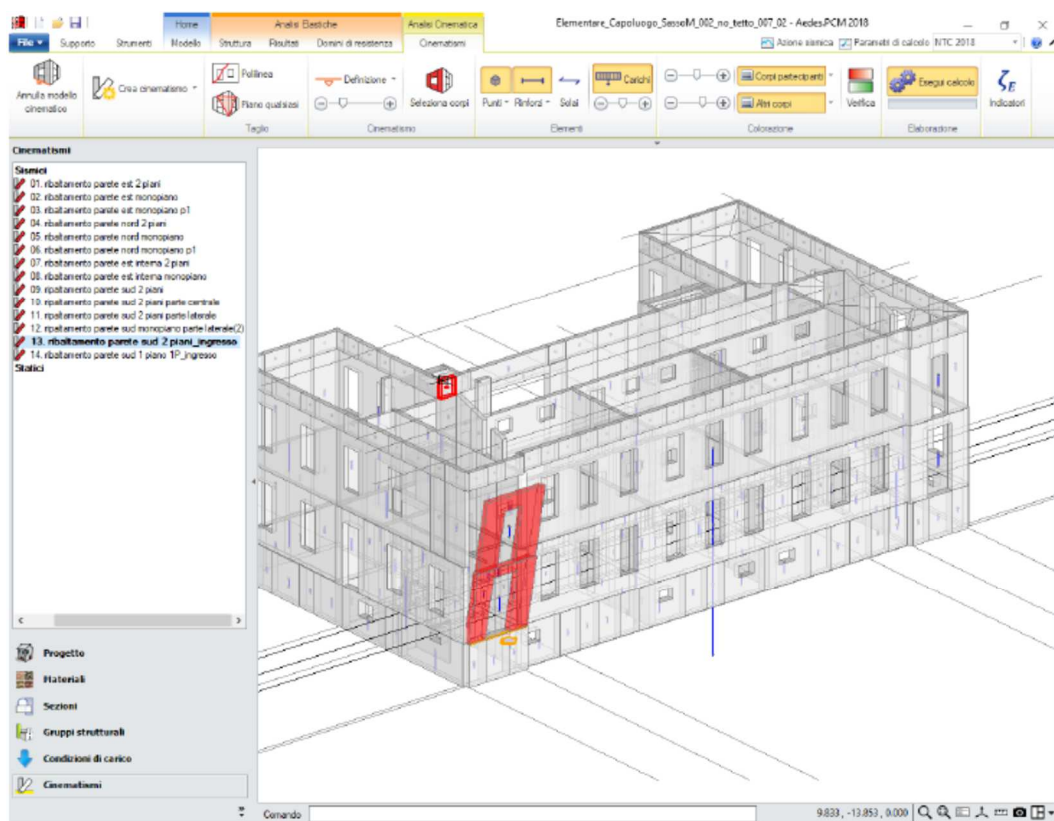 Elementare_Capoluogo_SassoM_002_no_tetto_007_02 - Aedes.PCM 2018
Home
Analisi Elastiche
Analisi Cinematica
File
Supporto
Strumenti
Modello
Struttura
Risultati
Domini di resistenza
Cinematismi
Azione sismica
Parametri di calcolo
NTC 2018
Annulla modello
cinematico
Crea cinematismo
Polilinea
Piano qualsiasi
Taglio
Definizione
Cinematismo
Seleziona corpi
Punti
Rinforzi
Solai
Carichi
Elementi
Corpi partecipanti
Altri corpi
Colorazione
Verifica
Esegui calcolo
Elaborazione
ζE
Indicatori
Cinematismi
Sismici
01. ribaltamento parete est 2 piani
02. ribaltamento parete est monopiano
03. ribaltamento parete est monopiano p1
04. ribaltamento parete nord 2 piani
05. ribaltamento parete nord monopiano
06. ribaltamento parete nord monopiano p1
07. ribaltamento parete est interna 2 piani
08. ribaltamento parete est interna monopiano
09. ribaltamento parete sud 2 piani
10. ripaltamento parete sud 2 piani parte centrale
11. ripaltamento parete sud 2 piani parte laterale
12. ripaltamento parete sud monopiano parte laterale(2)
13. ribaltamento parete sud 2 piani_ingresso
14. ribaltamento parete sud 1 piano 1P_ingresso
Statici
Progetto
Materiali
Sezioni
Gruppi strutturali
Condizioni di carico
Cinematismi
Comando
9.833 , -13.853 , 0.000